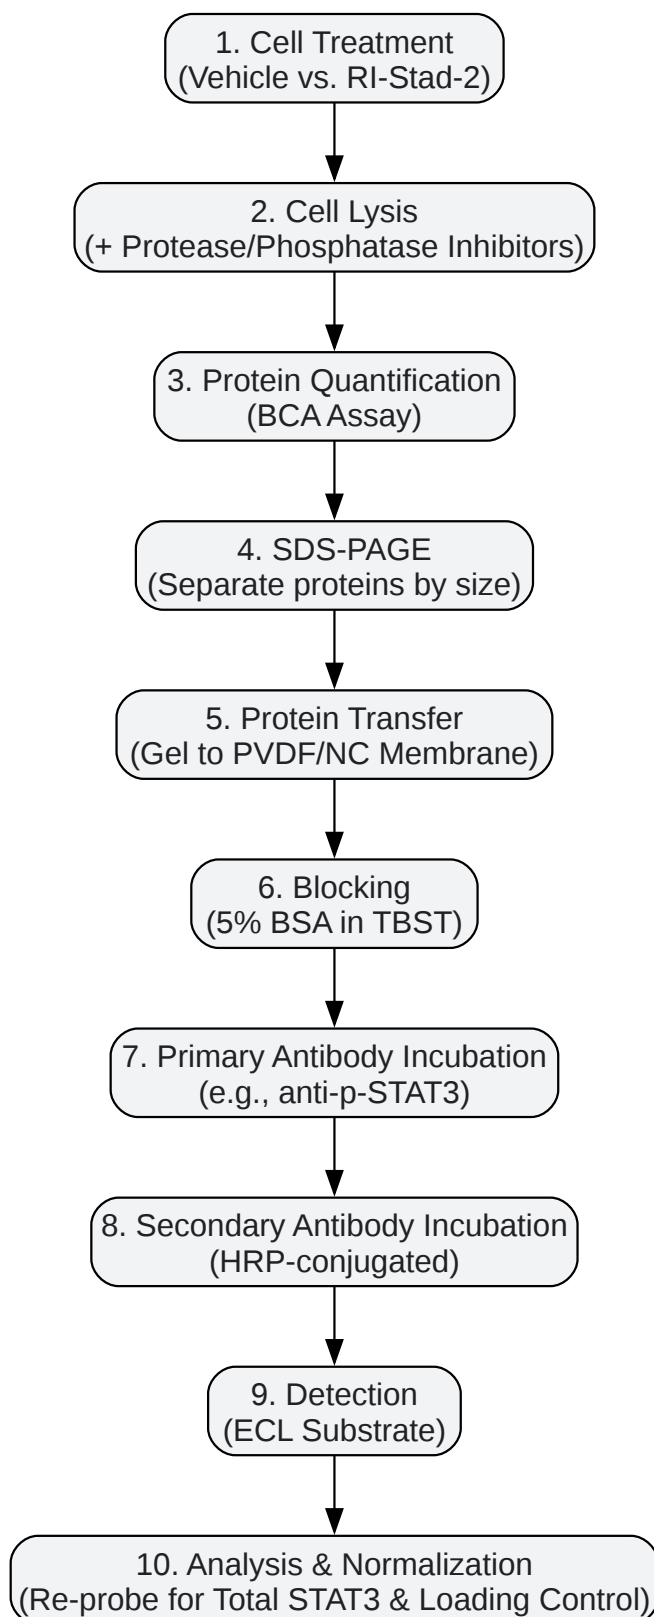 1. Cell Treatment
(Vehicle vs. RI-Stad-2)
2. Cell Lysis
(+ Protease/Phosphatase Inhibitors)
3. Protein Quantification
(BCA Assay)
4. SDS-PAGE
(Separate proteins by size)
5. Protein Transfer
(Gel to PVDF/NC Membrane)
6. Blocking
(5% BSA in TBST)
7. Primary Antibody Incubation
(e.g., anti-p-STAT3)
8. Secondary Antibody Incubation
(HRP-conjugated)
9. Detection
(ECL Substrate)
10. Analysis & Normalization
(Re-probe for Total STAT3 & Loading Control)